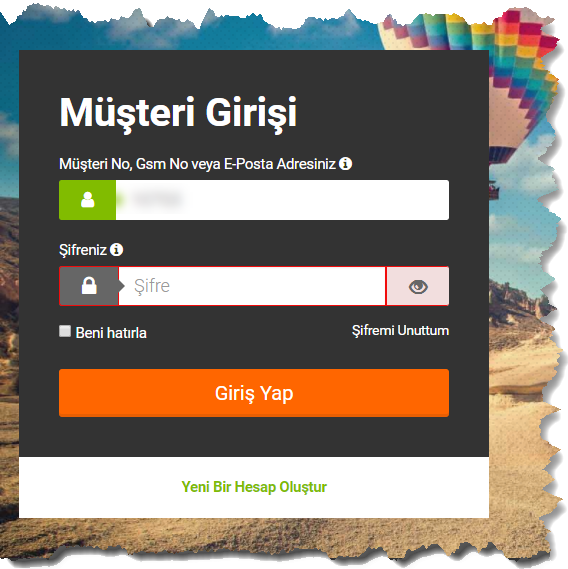 Müşteri Girişi
Müşteri No, Gsm No veya E-Posta Adresiniz
Şifreniz
Şifre
Beni hatırla
Şifremi Unuttum
Giriş Yap
Yeni Bir Hesap Oluştur